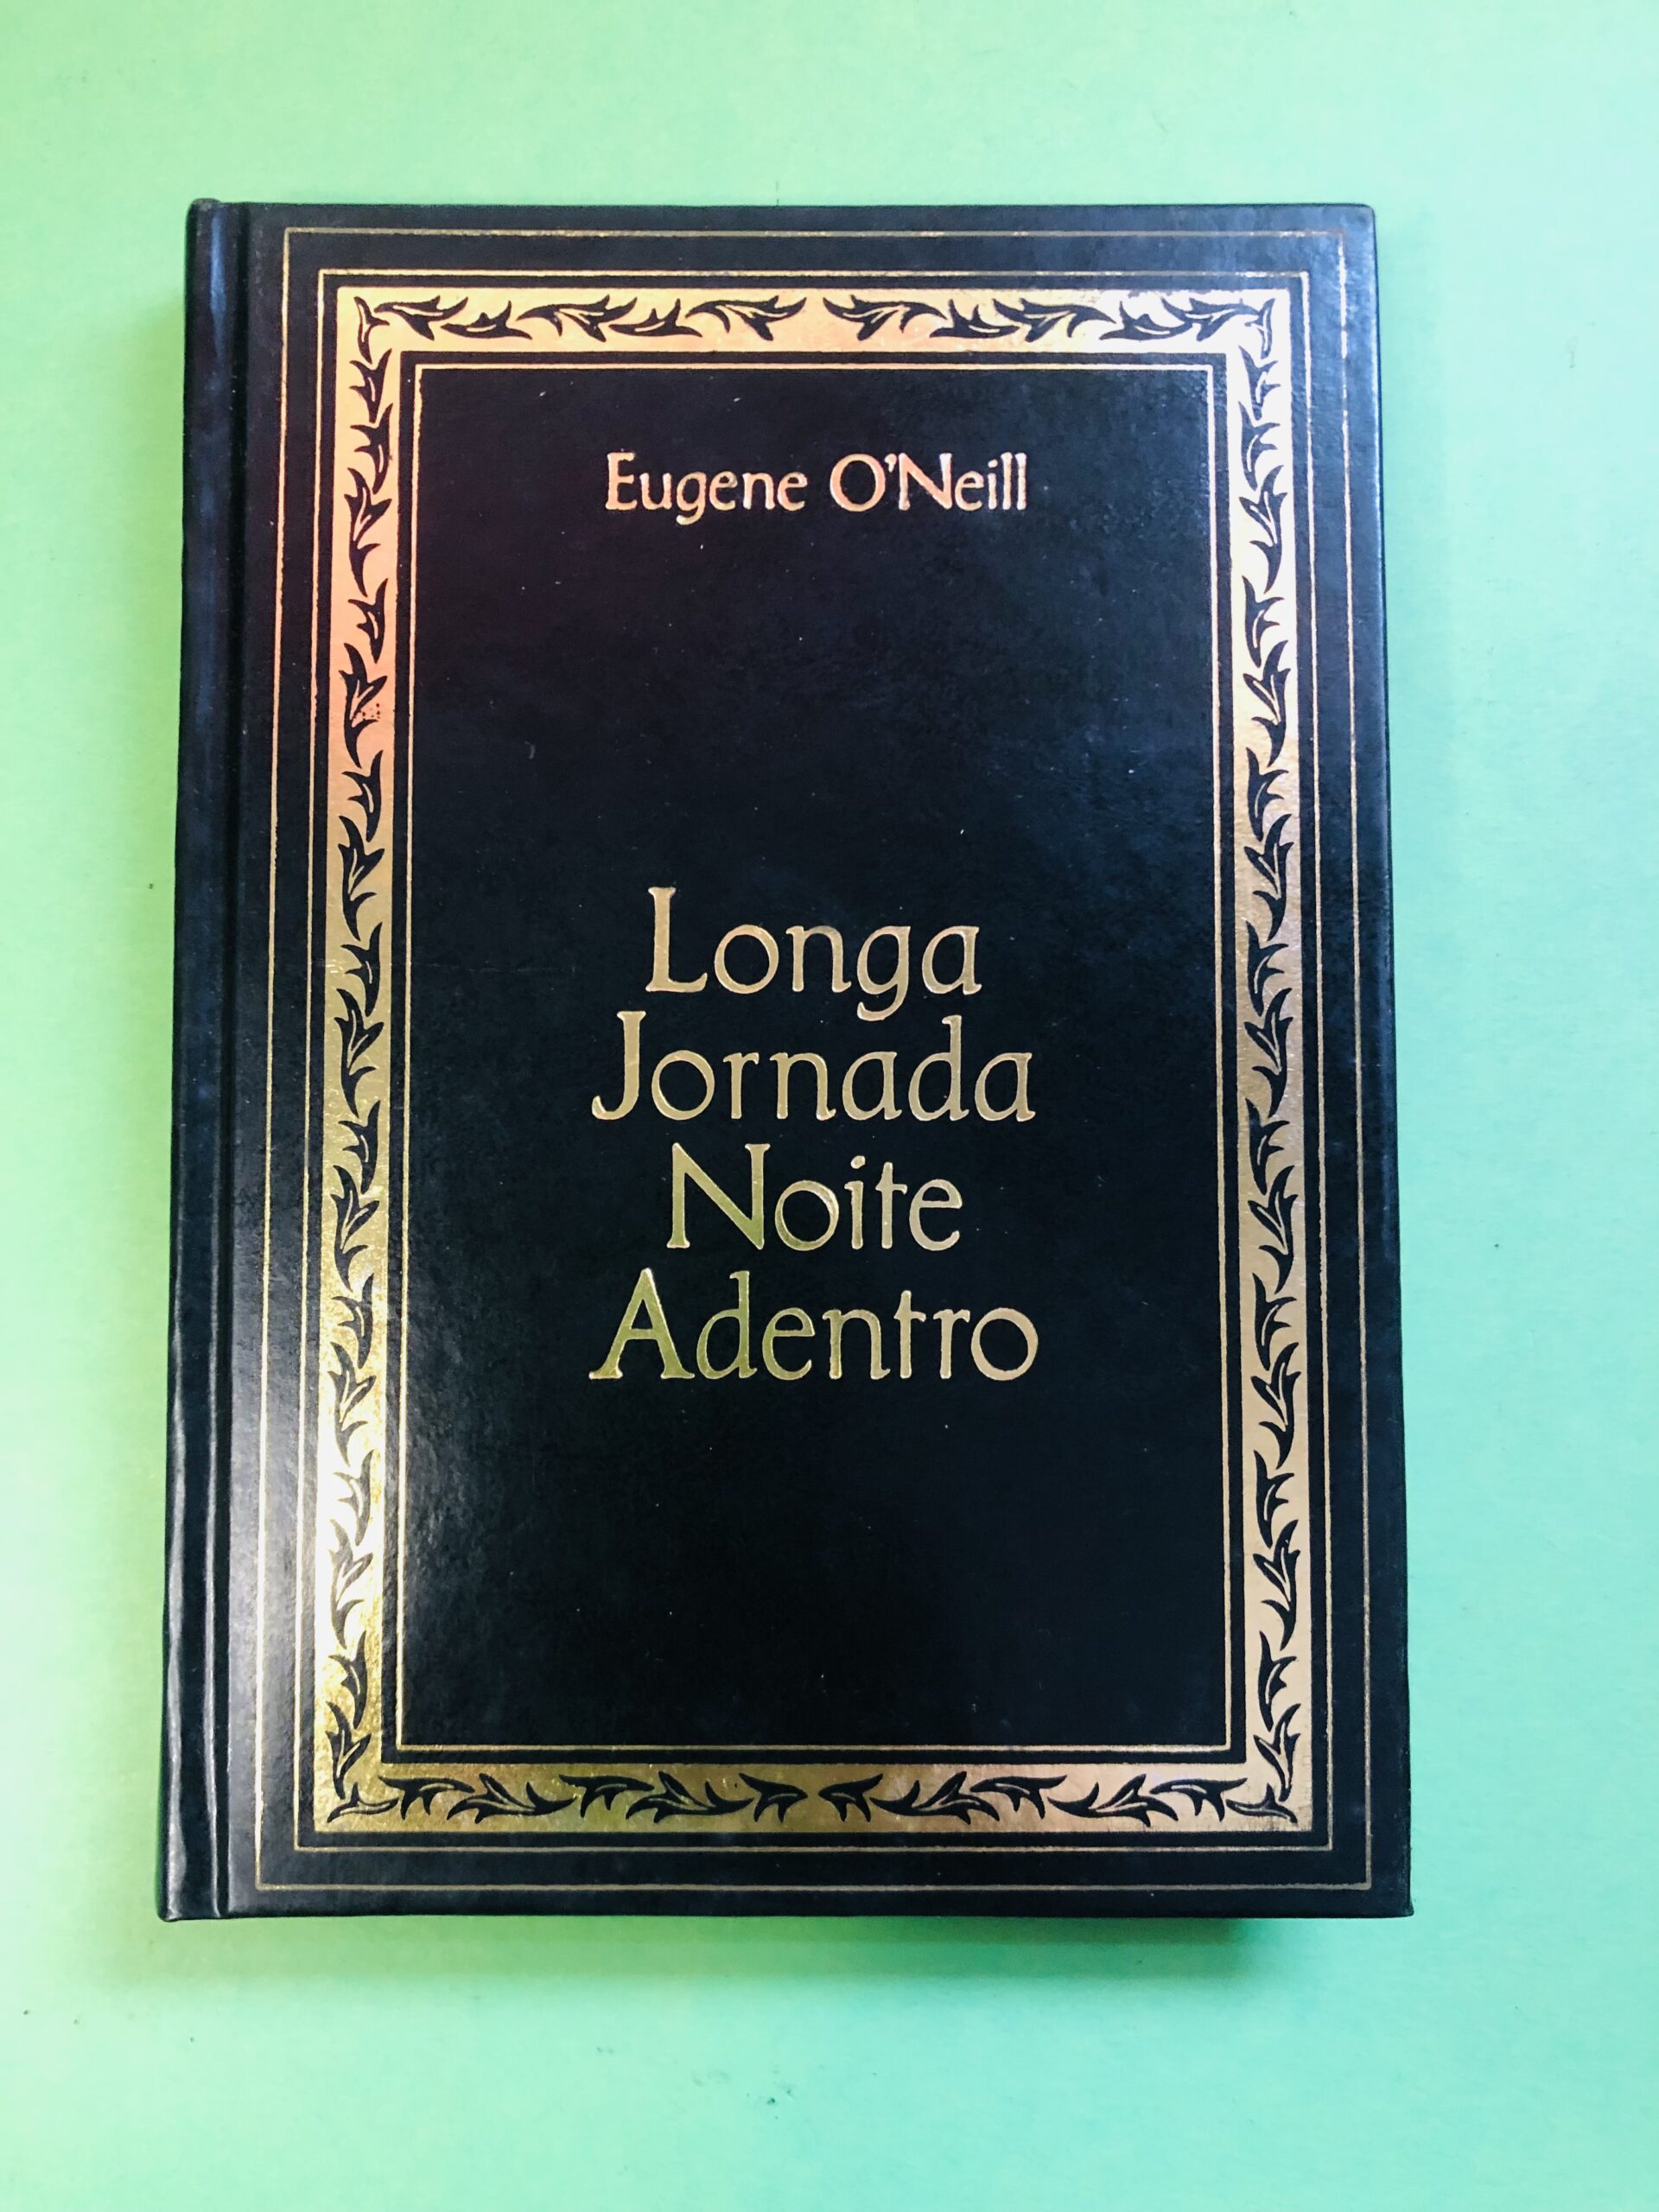 Eugene O'Neill
Longa
Jornada
Noite
Adentro